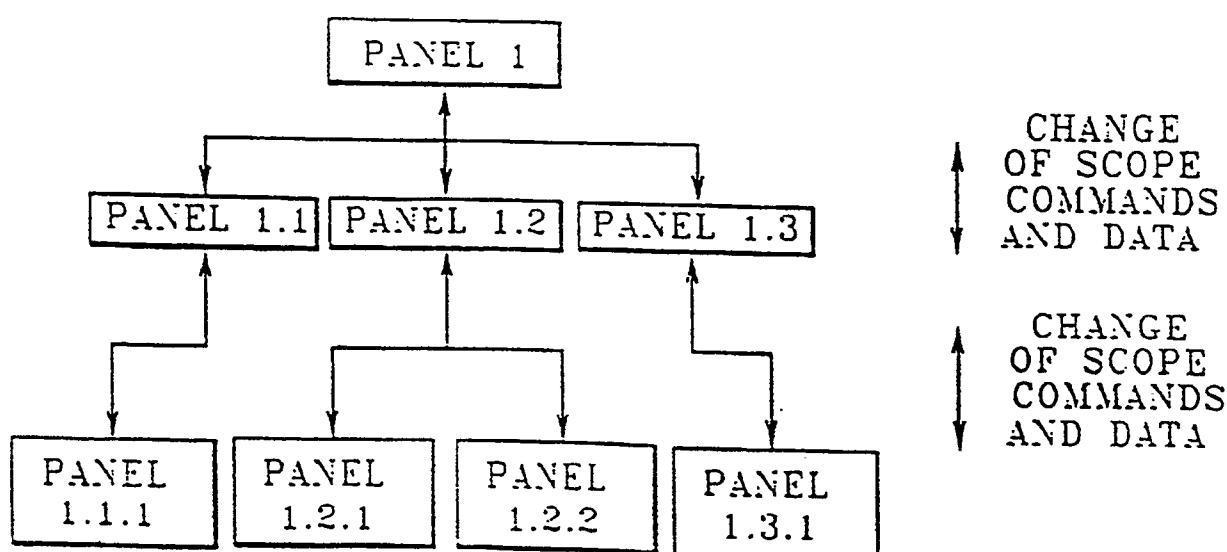 PANEL 1
CHANGE
OF SCOPE
COMMANDS
AND DATA
PANEL 1.1
PANEL 1.2
PANEL 1.3
CHANGE
OF SCOPE
COMMANDS
AND DATA
PANEL
1.1.1
PANEL
1.2.1
PANEL
1.2.2
PANEL
1.3.1